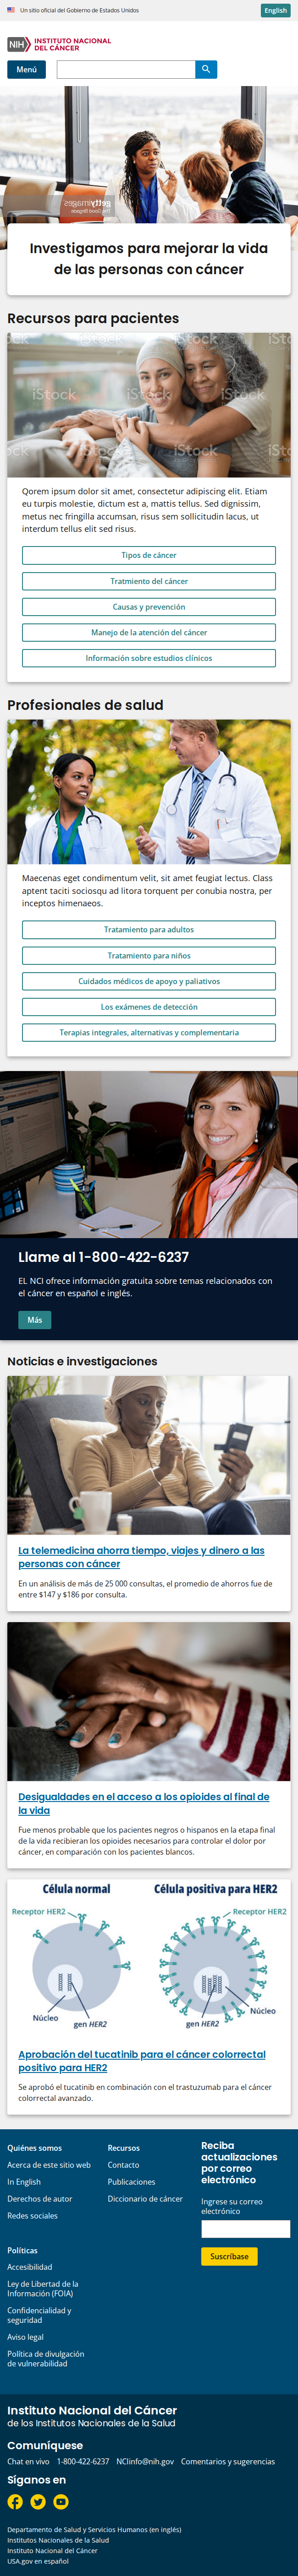 Un sitio oficial del Gobierno de Estados Unidos
English
NIH
INSTITUTO NACIONAL
DEL CÁNCER
Menú
gettyimages
The Good Brigade
Investigamos para mejorar la vida
de las personas con cáncer
Recursos para pacientes
iStock
iStock
iStock
Qorem ipsum dolor sit amet, consectetur adipiscing elit. Etiam
eu turpis molestie, dictum est a, mattis tellus. Sed dignissim,
metus nec fringilla accumsan, risus sem sollicitudin lacus, ut
interdum tellus elit sed risus.
Tipos de cáncer
Tratmiento del cáncer
Causas y prevención
Manejo de la atención del cáncer
Información sobre estudios clínicos
Profesionales de salud
Maecenas eget condimentum velit, sit amet feugiat lectus. Class
aptent taciti sociosqu ad litora torquent per conubia nostra, per
inceptos himenaeos.
Tratamiento para adultos
Tratamiento para niños
Cuidados médicos de apoyo y paliativos
Los exámenes de detección
Terapias integrales, alternativas y complementaria
Llame al 1-800-422-6237
EL NCI ofrece información gratuita sobre temas relacionados con
el cáncer en español e inglés.
Más
Noticias e investigaciones
La telemedicina ahorra tiempo, viajes y dinero a las
personas con cáncer
En un análisis de más de 25 000 consultas, el promedio de ahorros fue de
entre $147 y $186 por consulta.
Desigualdades en el acceso a los opioides al final de
la vida
Fue menos probable que los pacientes negros o hispanos en la etapa final
de la vida recibieran los opioides necesarios para controlar el dolor por
cáncer, en comparación con los pacientes blancos.
Célula normal
Célula positiva para HER2
Receptor HER2
Receptor HER2
Núcleo
gen HER2
Núcleo
gen HER2
Aprobación del tucatinib para el cáncer colorrectal
positivo para HER2
Se aprobó el tucatinib en combinación con el trastuzumab para el cáncer
colorrectal avanzado.
Quiénes somos
Acerca de este sitio web
In English
Derechos de autor
Redes sociales
Recursos
Contacto
Publicaciones
Diccionario de cáncer
Reciba
actualizaciones
por correo
electrónico
Ingrese su correo
electrónico
Suscríbase
Políticas
Accesibilidad
Ley de Libertad de la
Información (FOIA)
Confidencialidad y
seguridad
Aviso legal
Política de divulgación
de vulnerabilidad
Instituto Nacional del Cáncer
de los Institutos Nacionales de la Salud
Comuníquese
Chat en vivo 1-800-422-6237 NCIinfo@nih.gov Comentarios y sugerencias
Síganos en
Departamento de Salud y Servicios Humanos (en inglés)
Institutos Nacionales de la Salud
Instituto Nacional del Cáncer
USA.gov en español